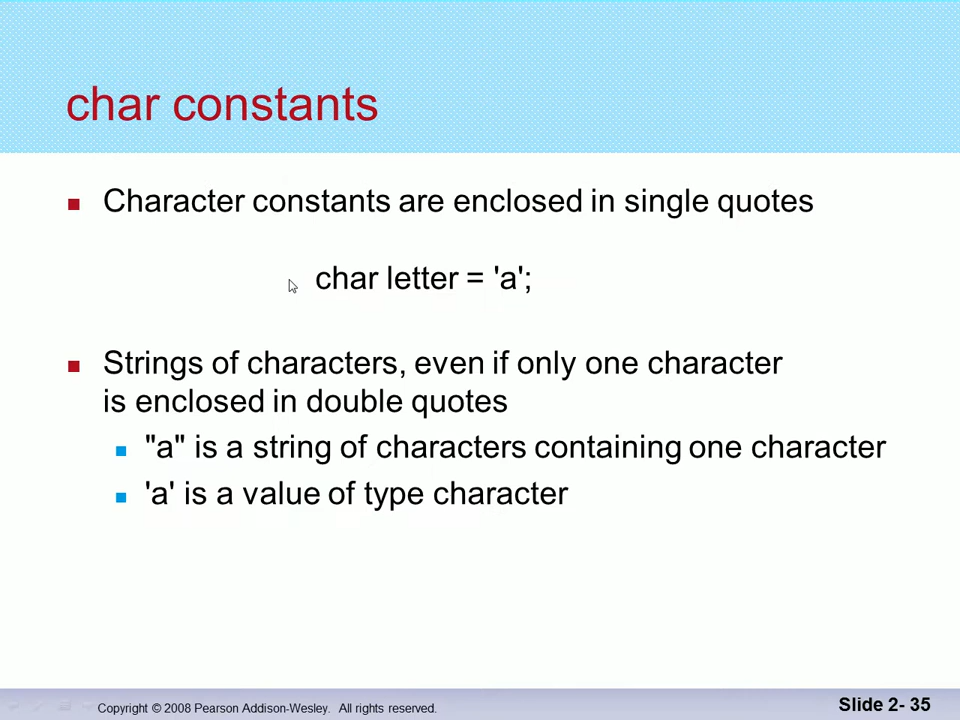 char constants
Character constants are enclosed in single quotes
char letter = 'a';
Strings of characters, even if only one character
is enclosed in double quotes
"a" is a string of characters containing one character
'a' is a value of type character
Copyright © 2008 Pearson Addison-Wesley. All rights reserved.
Slide 2- 35